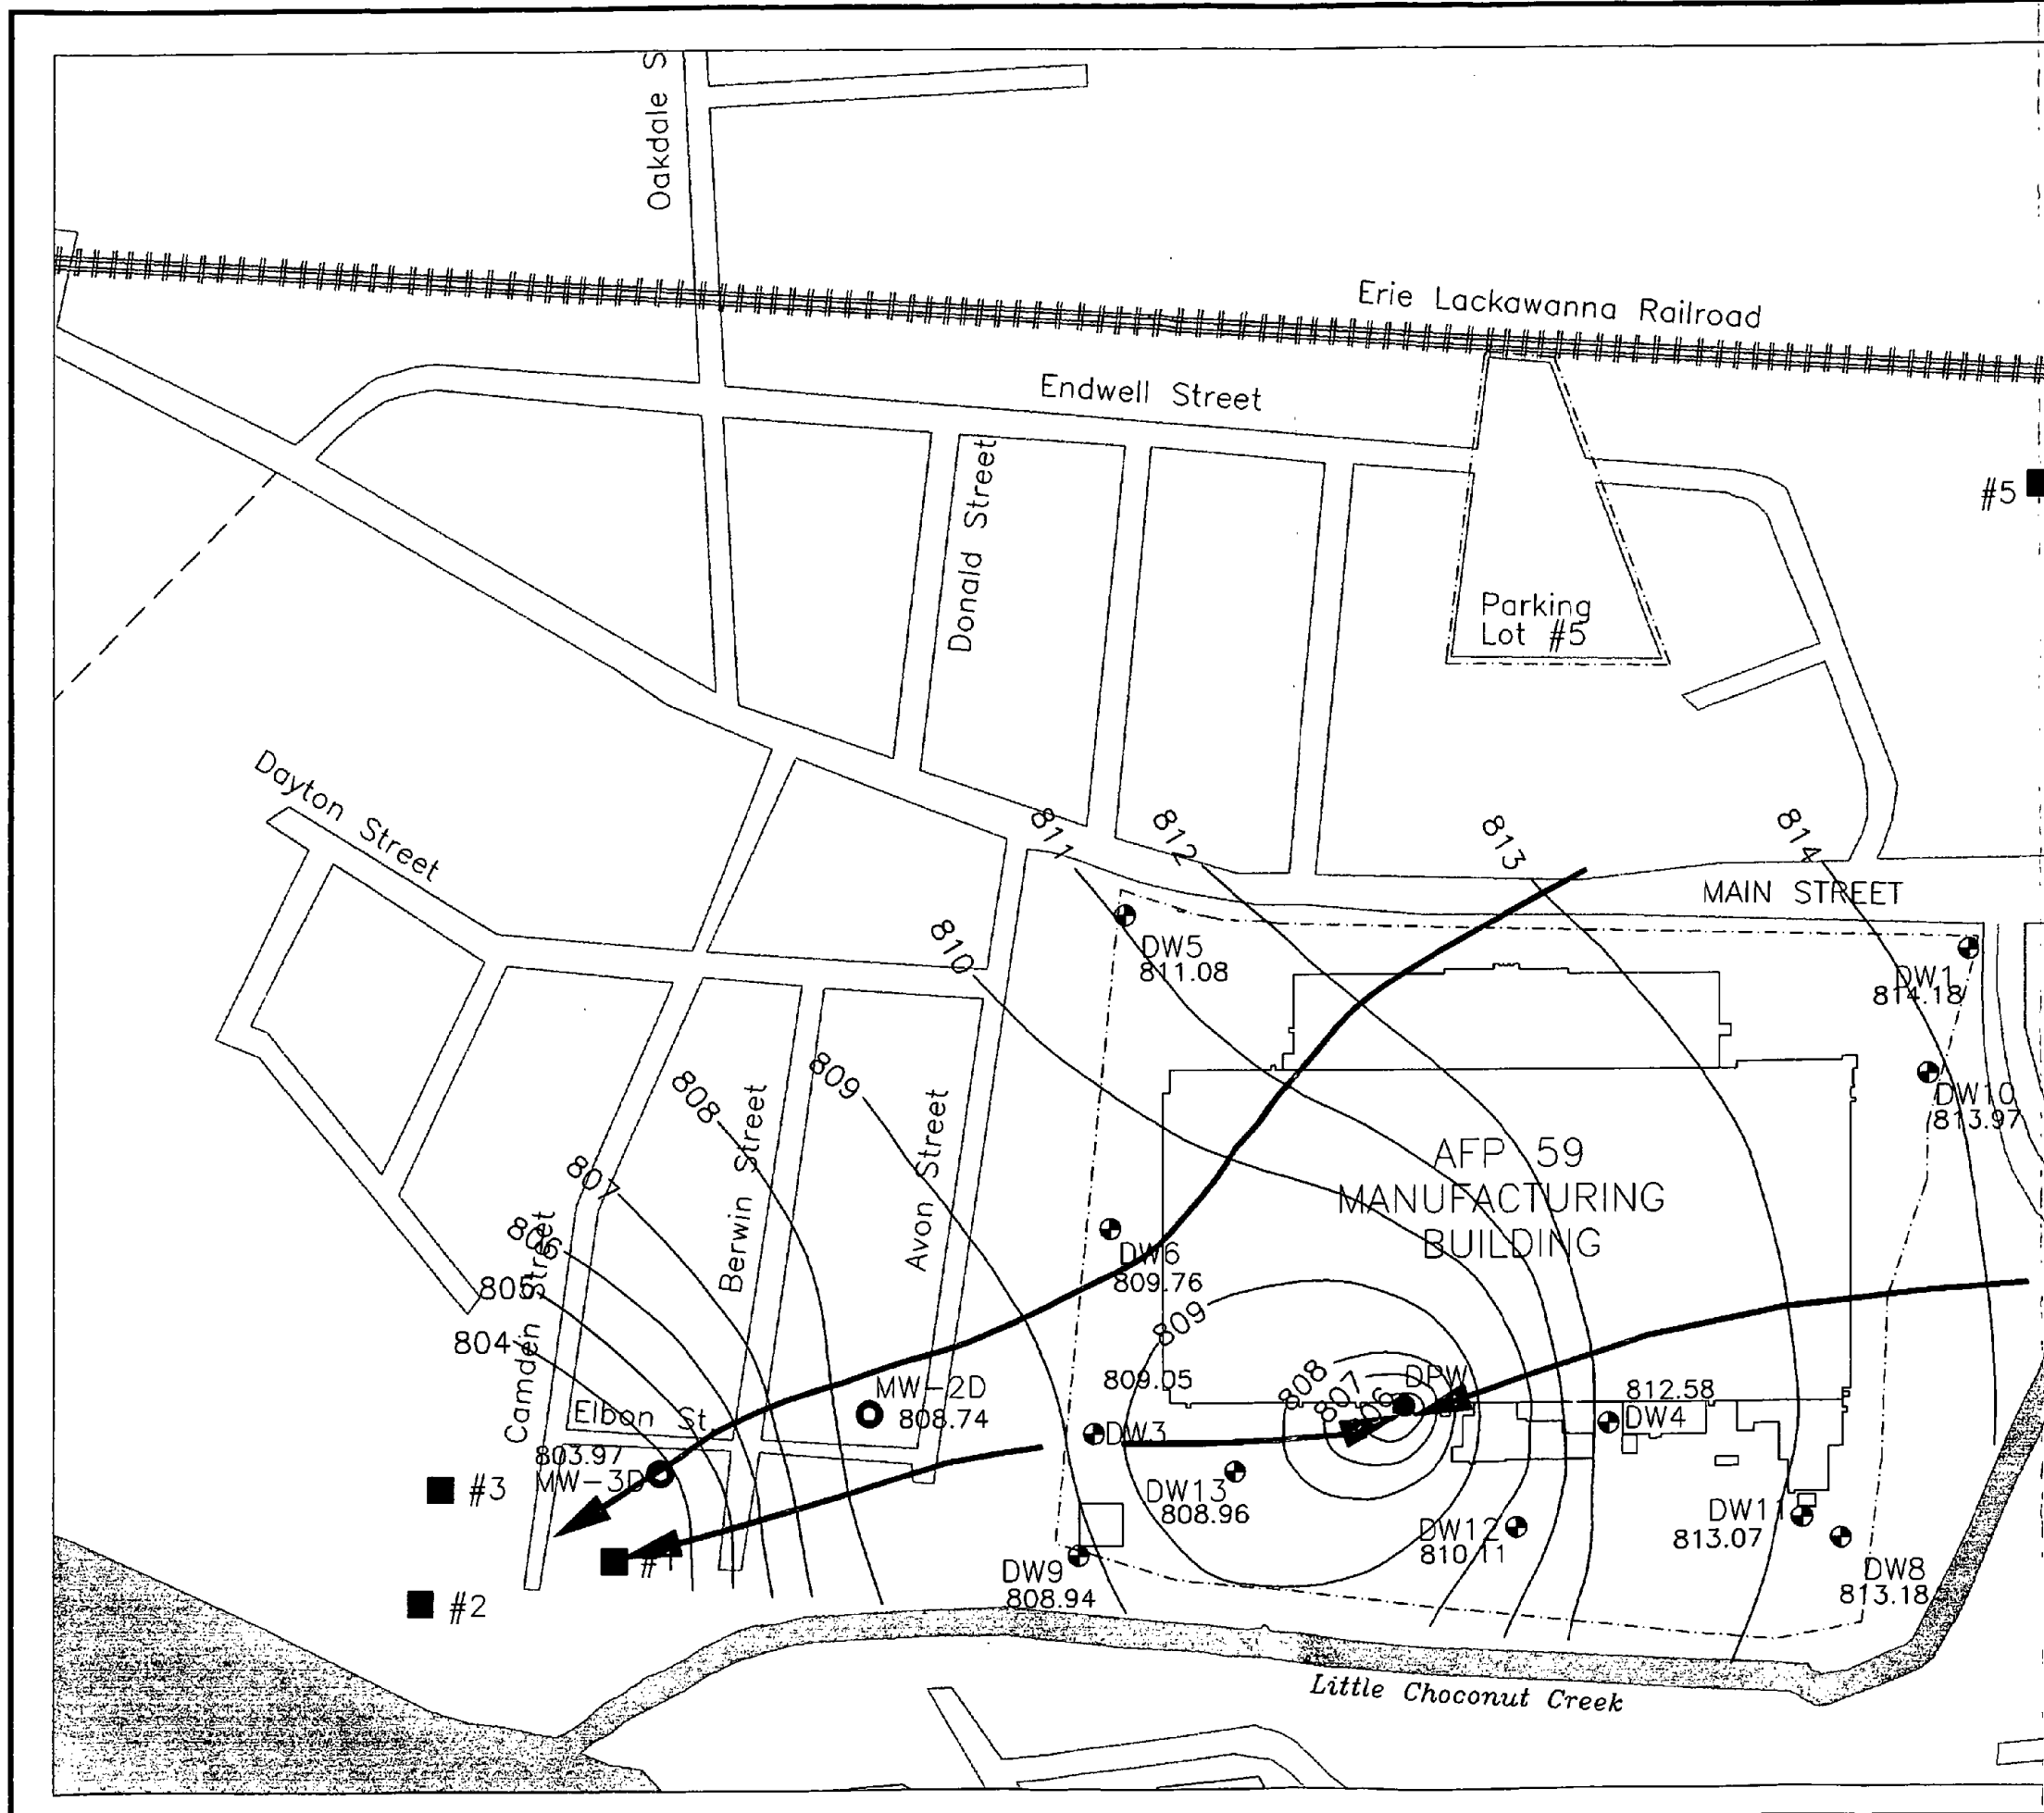 Oakdale S
Erie Lackawanna Railroad
Endwell Street
#5
Donald Street
Parking
Lot #5
Dayton Street
811
812
813
814
MAIN STREET
810
DW5
811.08
DW1
814.18
809
808
DW10
813.97
Berwin Street
Avon Street
AFP 59
MANUFACTURING
BUILDING
807
806
805
804
Camden Street
DW6
809.76
809
808
807
06
DPW
809.05
812.58
MW-2D
808.74
Elbon St.
DW3
DW4
803.97
MW-3D
#3
DW13
808.96
DW12
810.11
DW11
813.07
#1
DW9
808.94
DW8
813.18
#2
Little Choconut Creek